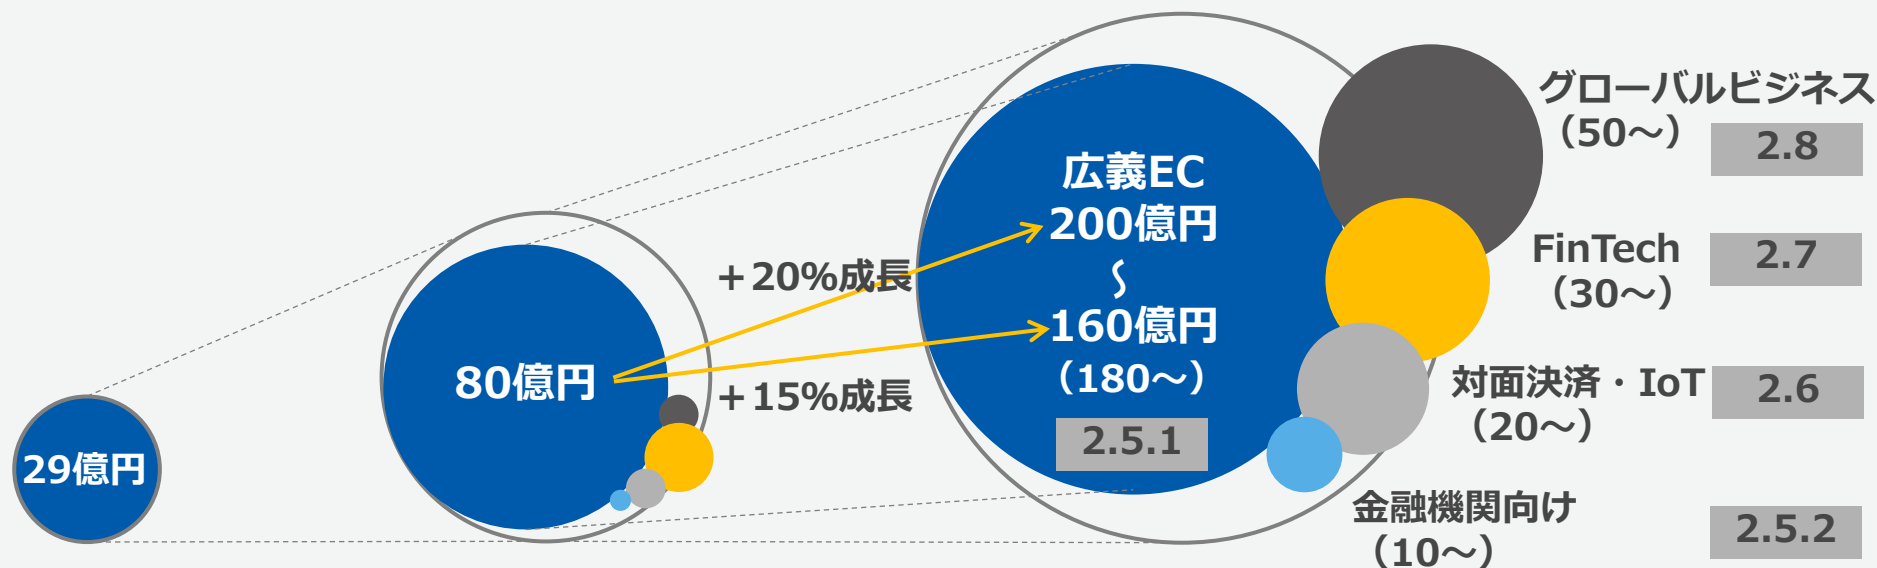 29億円
80億円
＋20%成長
＋15%成長
広義EC
200億円
〜
160億円
（180～）
2.5.1
グローバルビジネス
（50～）
2.8
FinTech
（30～）
2.7
対面決済・IoT
（20～）
2.6
金融機関向け
（10～）
2.5.2